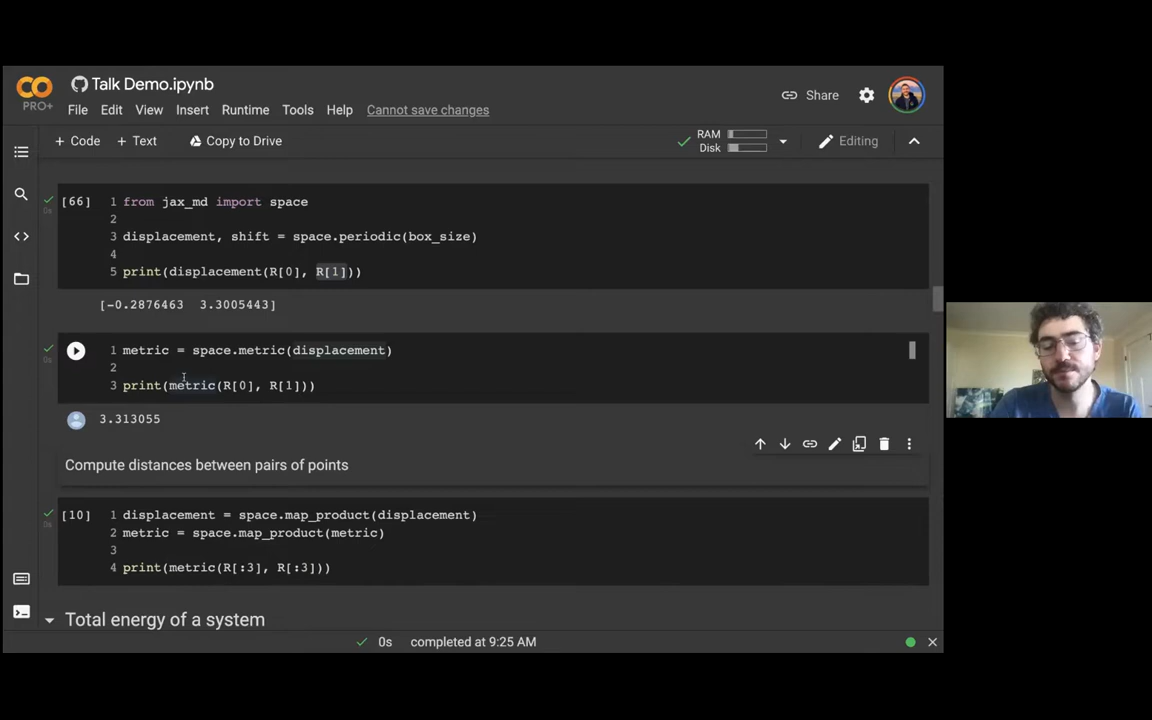 Talk Demo.ipynb
PRO+
File Edit View Insert Runtime Tools Help Cannot save changes
Share
+ Code + Text Copy to Drive
RAM
Disk
Editing
[66]
1 from jax_md import space
2
3 displacement, shift = space.periodic(box_size)
4
5 print(displacement(R[0], R[1]))
0s
[-0.2876463 3.3005443]
1 metric = space.metric(displacement)
2
3 print(metric(R[0], R[1]))
0s
3.313055
Compute distances between pairs of points
[10]
1 displacement = space.map_product(displacement)
2 metric = space.map_product(metric)
3
4 print(metric(R[:3], R[:3]))
0s
Total energy of a system
0s completed at 9:25 AM